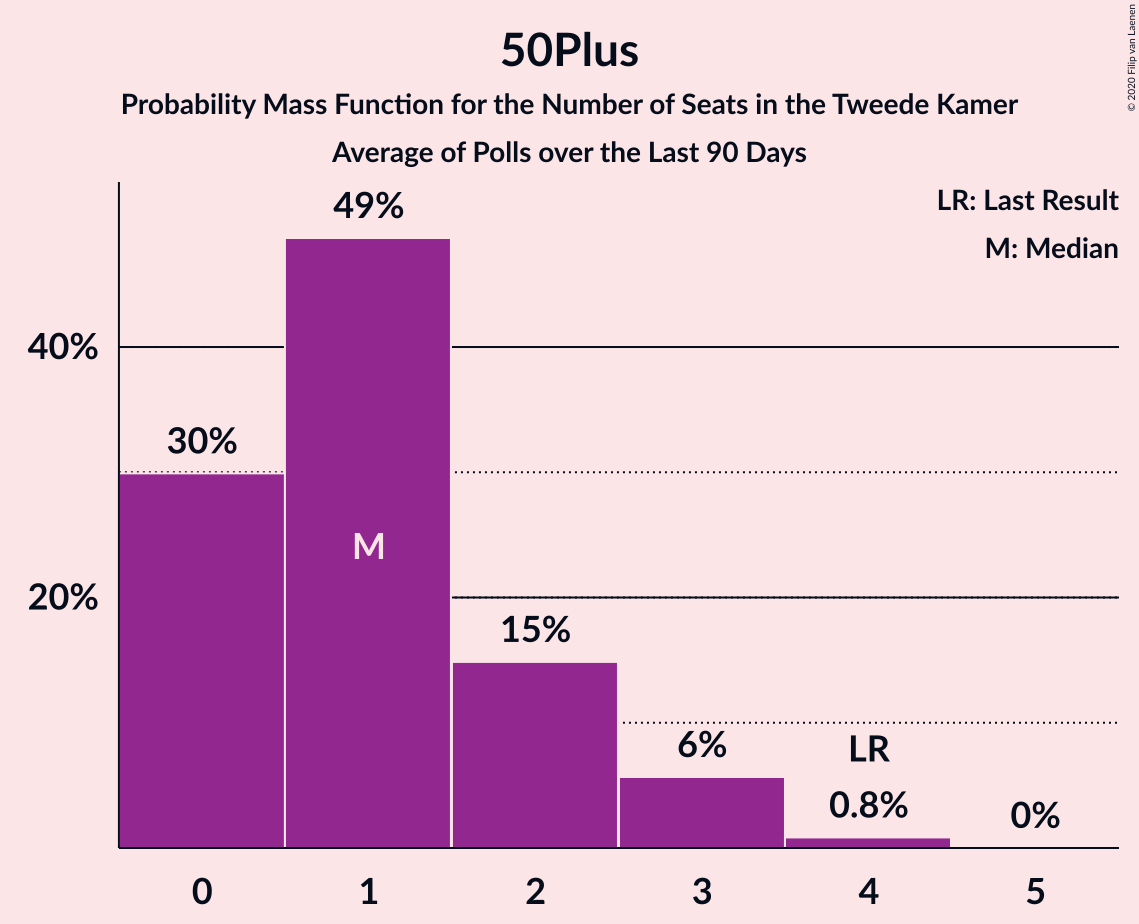 50Plus
Probability Mass Function for the Number of Seats in the Tweede Kamer
Average of Polls over the Last 90 Days
© 2020 Filip van Laenen
LR: Last Result
M: Median
49%
40%
30%
M
20%
15%
6%
LR
0.8%
0%
0 1 2 3 4 5